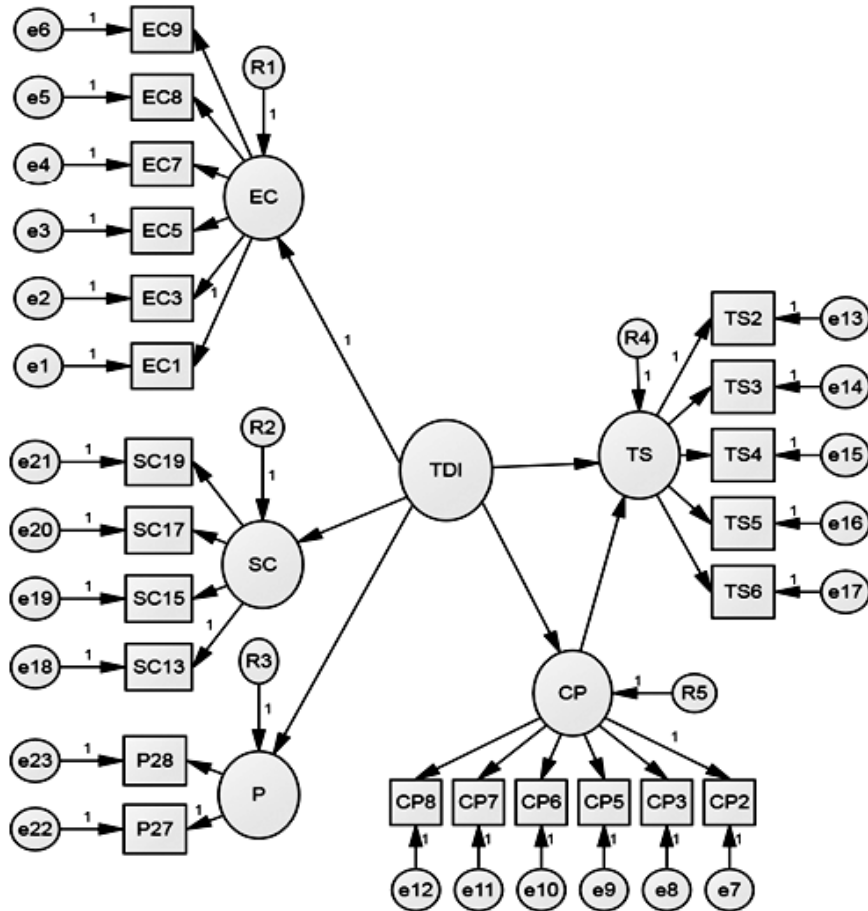 e6 1 EC9
R1
e5 1 EC8
1
e4 1 EC7
EC
e3 1 EC5
e2 1 EC3 1
e1 1 EC1
1
TS2 1 e13
R4
1
TS3 1 e14
1
R2
TDI
TS
TS4 1 e15
e21 1 SC19
1
e20 1 SC17
TS5 1 e16
SC
e19 1 SC15
TS6 1 e17
1
e18 1 SC13
R3
CP 1 R5
1
1
e23 1 P28
P
CP8 CP7 CP6 CP5 CP3 CP2
e22 1 P27 1
1 1 1 1 1 1
e12 e11 e10 e9 e8 e7